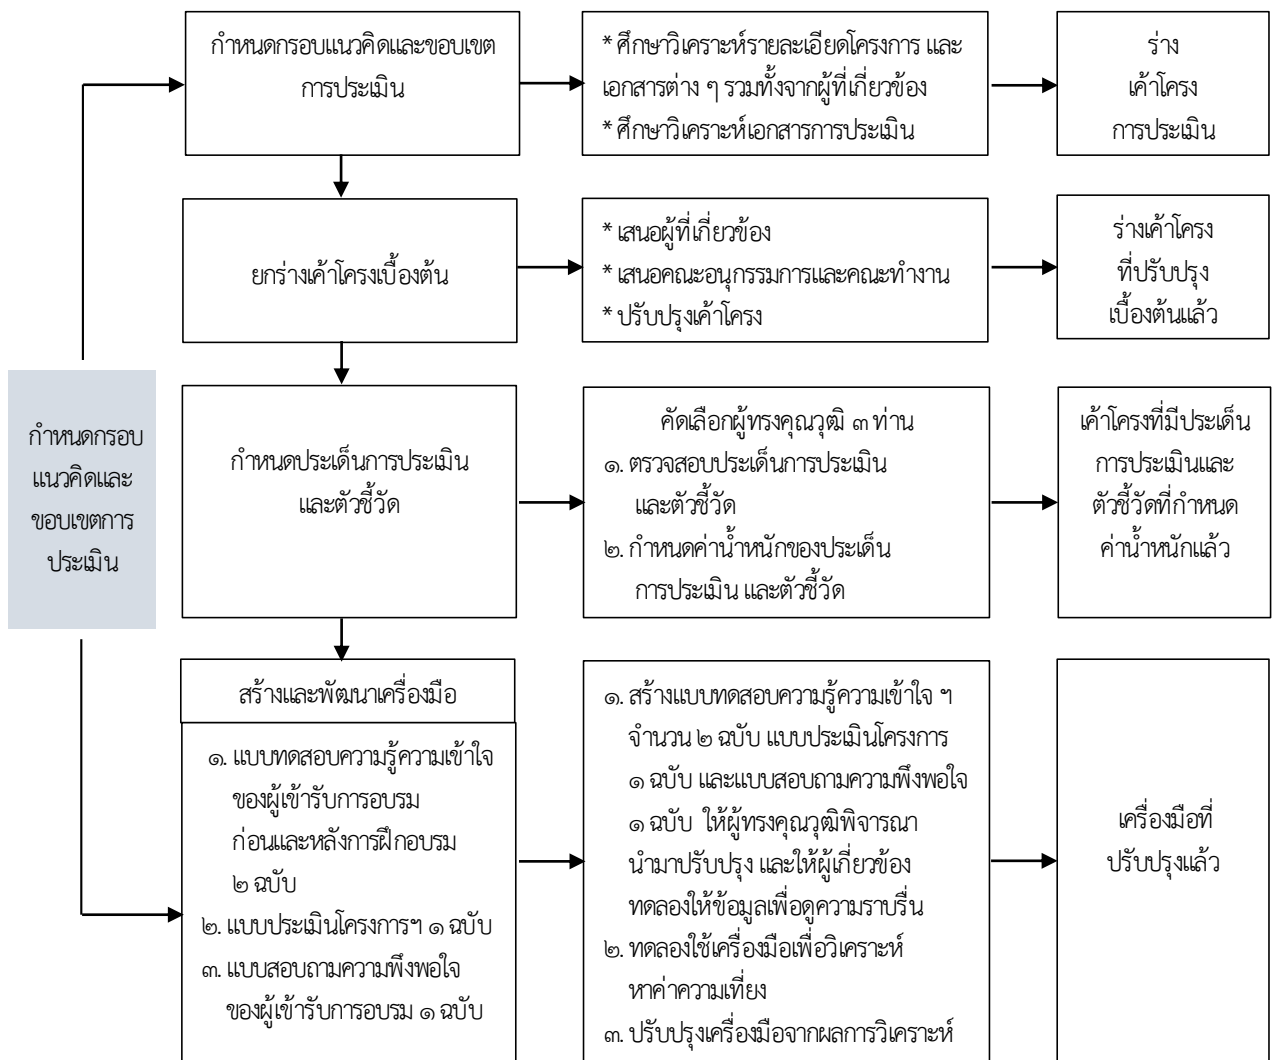 กำหนดกรอบแนวคิดและขอบเขต
การประเมิน
* ศึกษาวิเคราะห์รายละเอียดโครงการ และ
เอกสารต่าง ๆ รวมทั้งจากผู้ที่เกี่ยวข้อง
* ศึกษาวิเคราะห์เอกสารการประเมิน
ร่าง
เค้าโครง
การประเมิน
ยกร่างเค้าโครงเบื้องต้น
* เสนอผู้ที่เกี่ยวข้อง
* เสนอคณะอนุกรรมการและคณะทำงาน
* ปรับปรุงเค้าโครง
ร่างเค้าโครง
ที่ปรับปรุง
เบื้องต้นแล้ว
กำหนดกรอบ
แนวคิดและ
ขอบเขตการ
ประเมิน
กำหนดประเด็นการประเมิน
และตัวชี้วัด
คัดเลือกผู้ทรงคุณวุฒิ ๓ ท่าน
๑. ตรวจสอบประเด็นการประเมิน
และตัวชี้วัด
๒. กำหนดค่าน้ำหนักของประเด็น
การประเมิน และตัวชี้วัด
เค้าโครงที่มีประเด็น
การประเมินและ
ตัวชี้วัดที่กำหนด
ค่าน้ำหนักแล้ว
สร้างและพัฒนาเครื่องมือ
๑. แบบทดสอบความรู้ความเข้าใจ
ของผู้เข้ารับการอบรม
ก่อนและหลังการฝึกอบรม
๒ ฉบับ
๒. แบบประเมินโครงการฯ ๑ ฉบับ
๓. แบบสอบถามความพึงพอใจ
ของผู้เข้ารับการอบรม ๑ ฉบับ
๑. สร้างแบบทดสอบความรู้ความเข้าใจ ฯ
จำนวน ๒ ฉบับ แบบประเมินโครงการ
๑ ฉบับ และแบบสอบถามความพึงพอใจ
๑ ฉบับ ให้ผู้ทรงคุณวุฒิพิจารณา
นำมาปรับปรุง และให้ผู้เกี่ยวข้อง
ทดลองให้ข้อมูลเพื่อดูความราบรื่น
๒. ทดลองใช้เครื่องมือเพื่อวิเคราะห์
หาค่าความเที่ยง
๓. ปรับปรุงเครื่องมือจากผลการวิเคราะห์
เครื่องมือที่
ปรับปรุงแล้ว